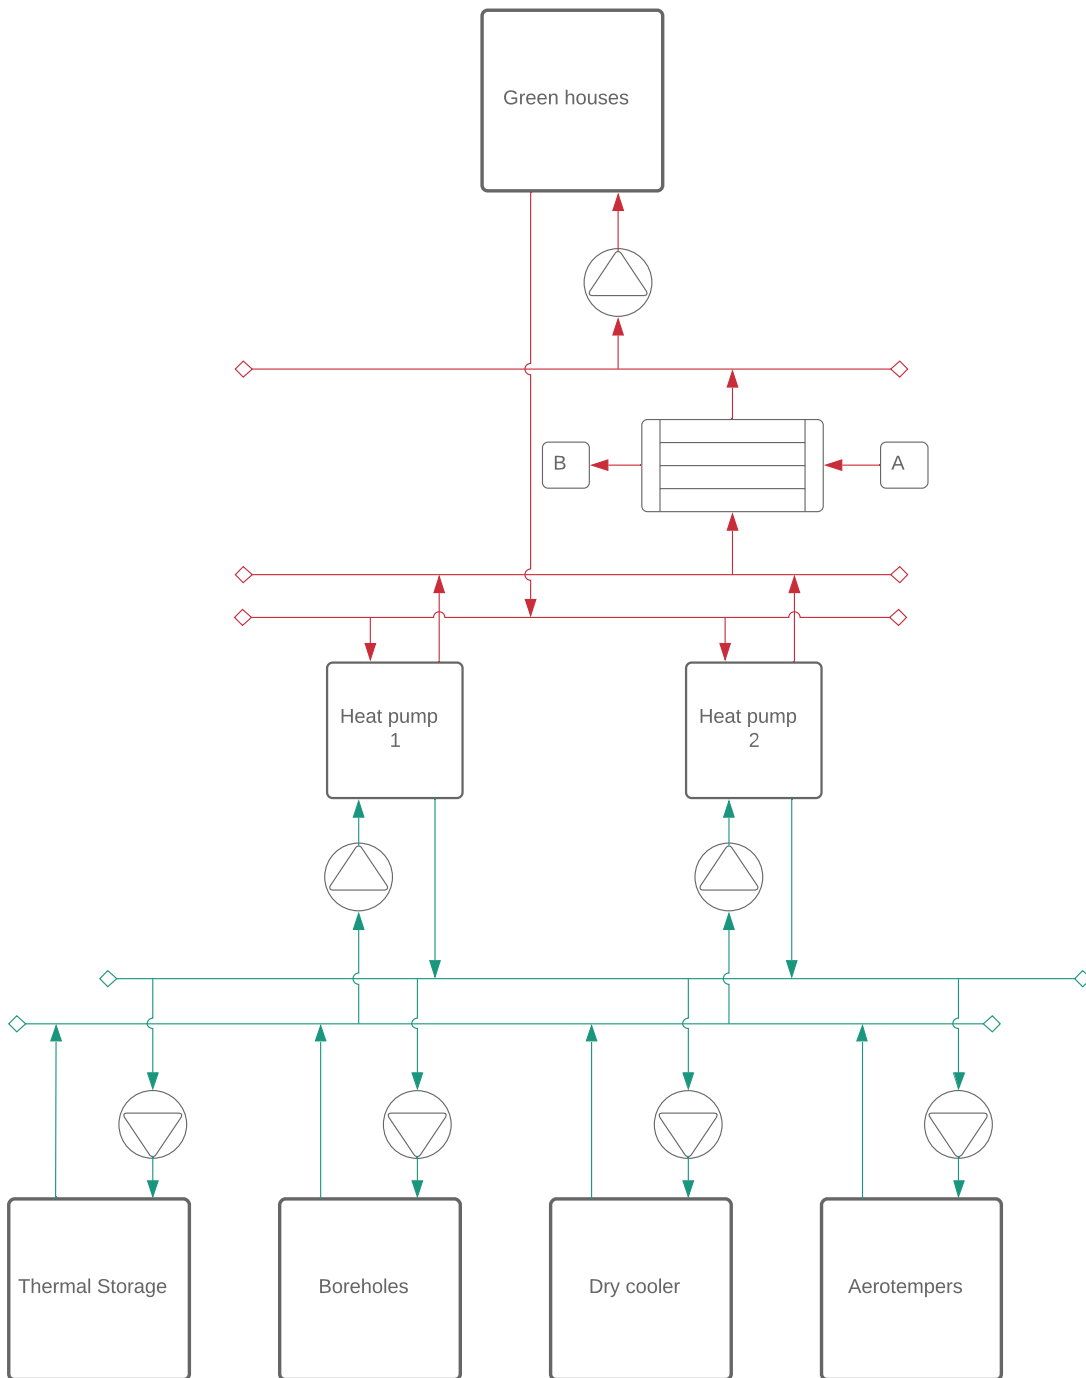 Green houses
B
A
Heat pump
1
Heat pump
2
Thermal Storage
Boreholes
Dry cooler
Aerotempers